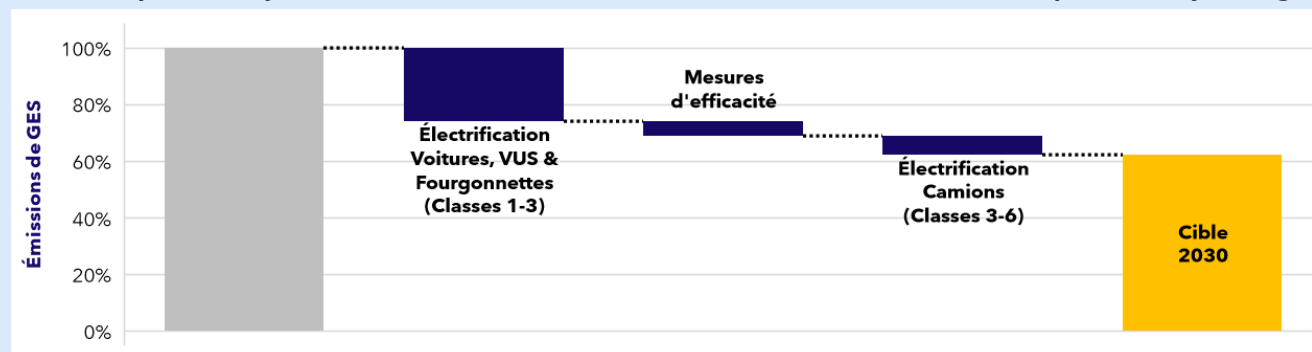 100%
80%
60%
40%
20%
0%
Émissions de GES
Électrification
Voitures, VUS &
Fourgonnettes
(Classes 1-3)
Mesures
d'efficacité
Électrification
Camions
(Classes 3-6)
Cible
2030